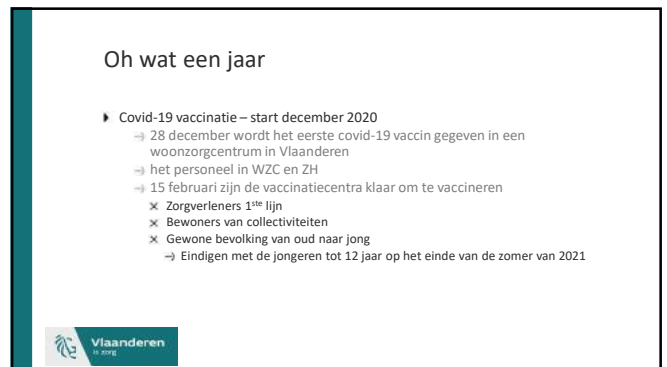 Oh wat een jaar
Covid-19 vaccinatie – start december 2020
28 december wordt het eerste covid-19 vaccin gegeven in een
woonzorgcentrum in Vlaanderen
het personeel in WZC en ZH
15 februari zijn de vaccinatiecentra klaar om te vaccineren
Zorgverleners 1ste lijn
Bewoners van collectiviteiten
Gewone bevolking van oud naar jong
Eindigen met de jongeren tot 12 jaar op het einde van de zomer van 2021
Vlaanderen
is zorg